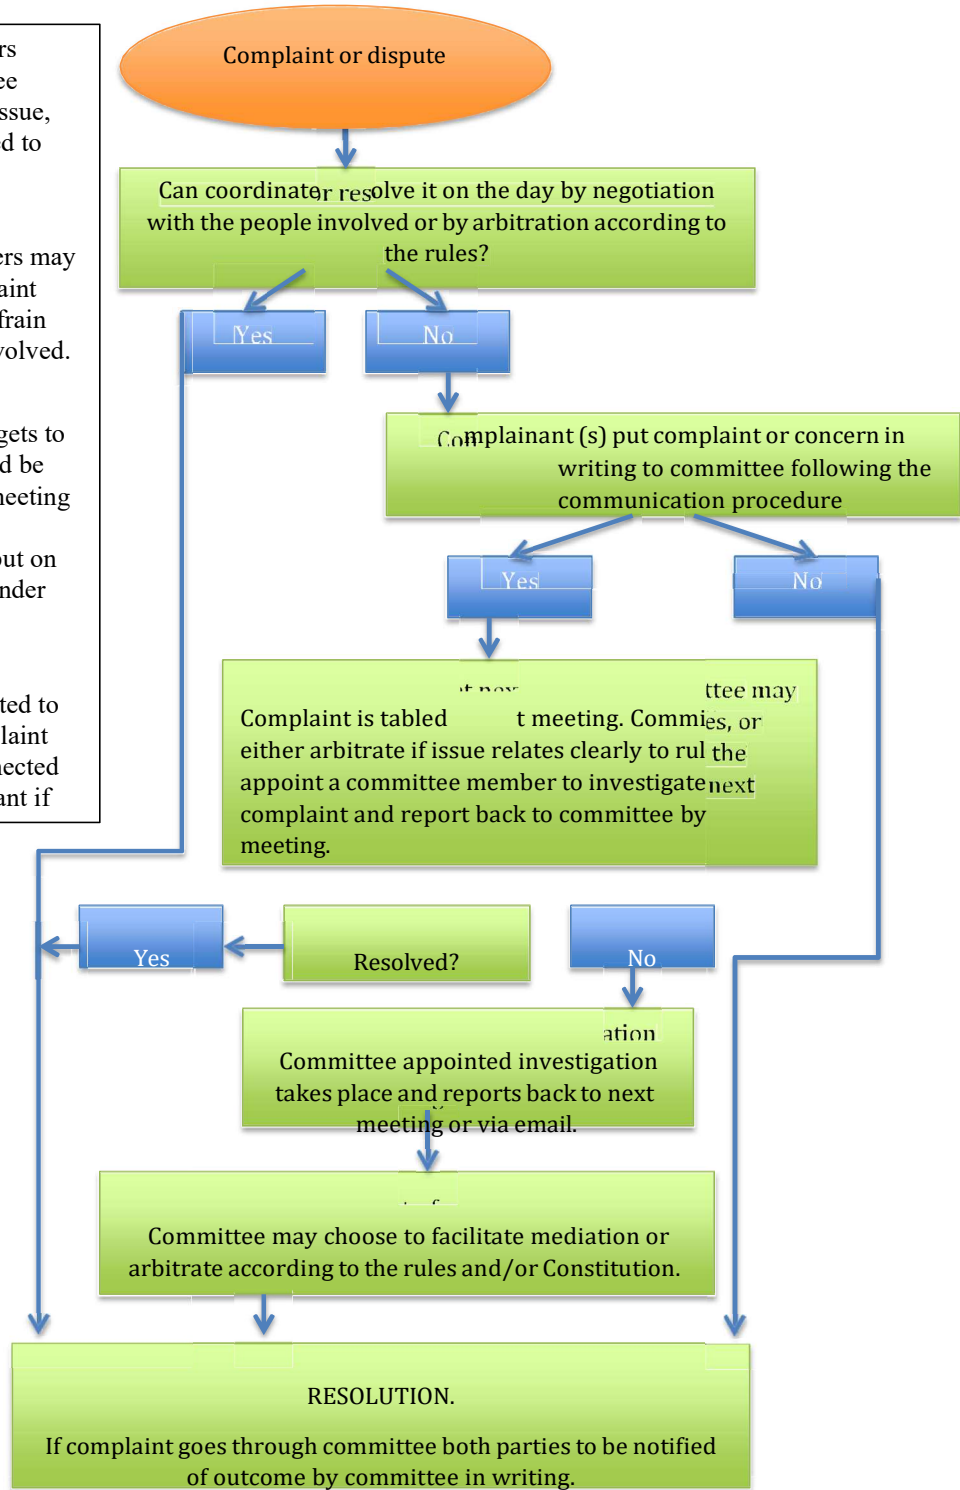 rs
ee
ssue,
ed to
ers may
aint
frain
volved.
gets to
d be
neeting
out on
nder
ted to
laint
nected
ant if
Complaint or dispute
Can coordinator resolve it on the day by negotiation
with the people involved or by arbitration according to
the rules?
Yes
No
Complainant (s) put complaint or concern in
writing to committee following the
communication procedure
Yes
No
Complaint is tabled at next meeting. Committee may
either arbitrate if issue relates clearly to rules, or
appoint a committee member to investigate the
complaint and report back to committee by next
meeting.
Yes
Resolved?
No
Committee appointed investigation
takes place and reports back to next
meeting or via email.
Committee may choose to facilitate mediation or
arbitrate according to the rules and/or Constitution.
RESOLUTION.
If complaint goes through committee both parties to be notified
of outcome by committee in writing.